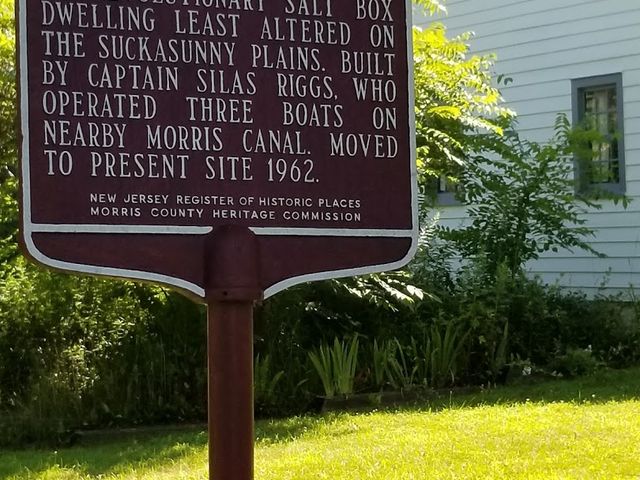 SALT BOX
DWELLING LEAST ALTERED ON
THE SUCKASUNNY PLAINS. BUILT
BY CAPTAIN SILAS RIGGS, WHO
OPERATED THREE BOATS ON
NEARBY MORRIS CANAL. MOVED
TO PRESENT SITE 1962.
NEW JERSEY REGISTER OF HISTORIC PLACES
MORRIS COUNTY HERITAGE COMMISSION